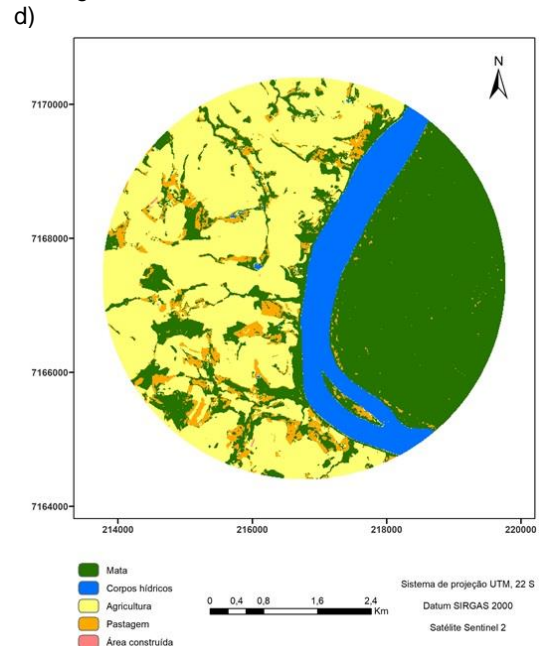 d)
N
7170000
7168000
7166000
7164000
214000 216000 218000 220000
Mata
Corpos hídricos
Agricultura
Pastagem
Área construída
0 0,4 0,8 1,6 2,4
Km
Sistema de projeção UTM, 22 S
Datum SIRGAS 2000
Satélite Sentinel 2